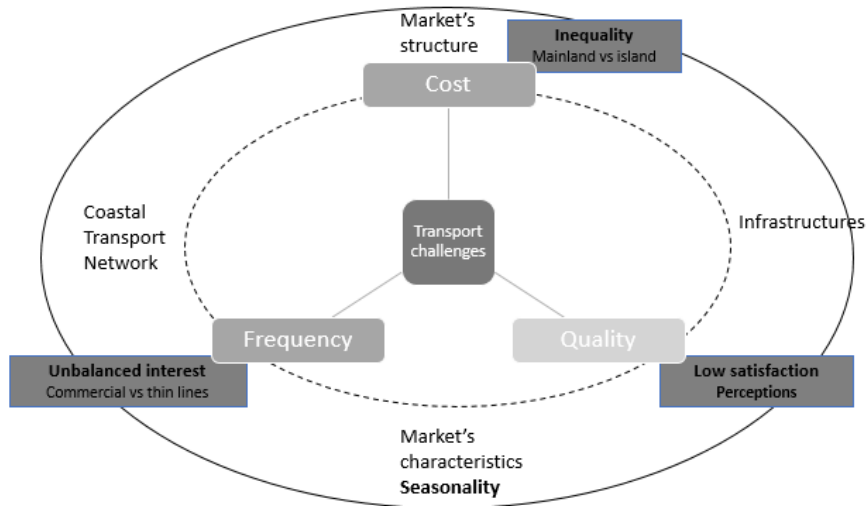 Market's
structure
Inequality
Mainland vs island
Cost
Coastal
Transport
Network
Transport
challenges
Infrastructures
Frequency
Quality
Unbalanced interest
Commercial vs thin lines
Low satisfaction
Perceptions
Market's
characteristics
Seasonality